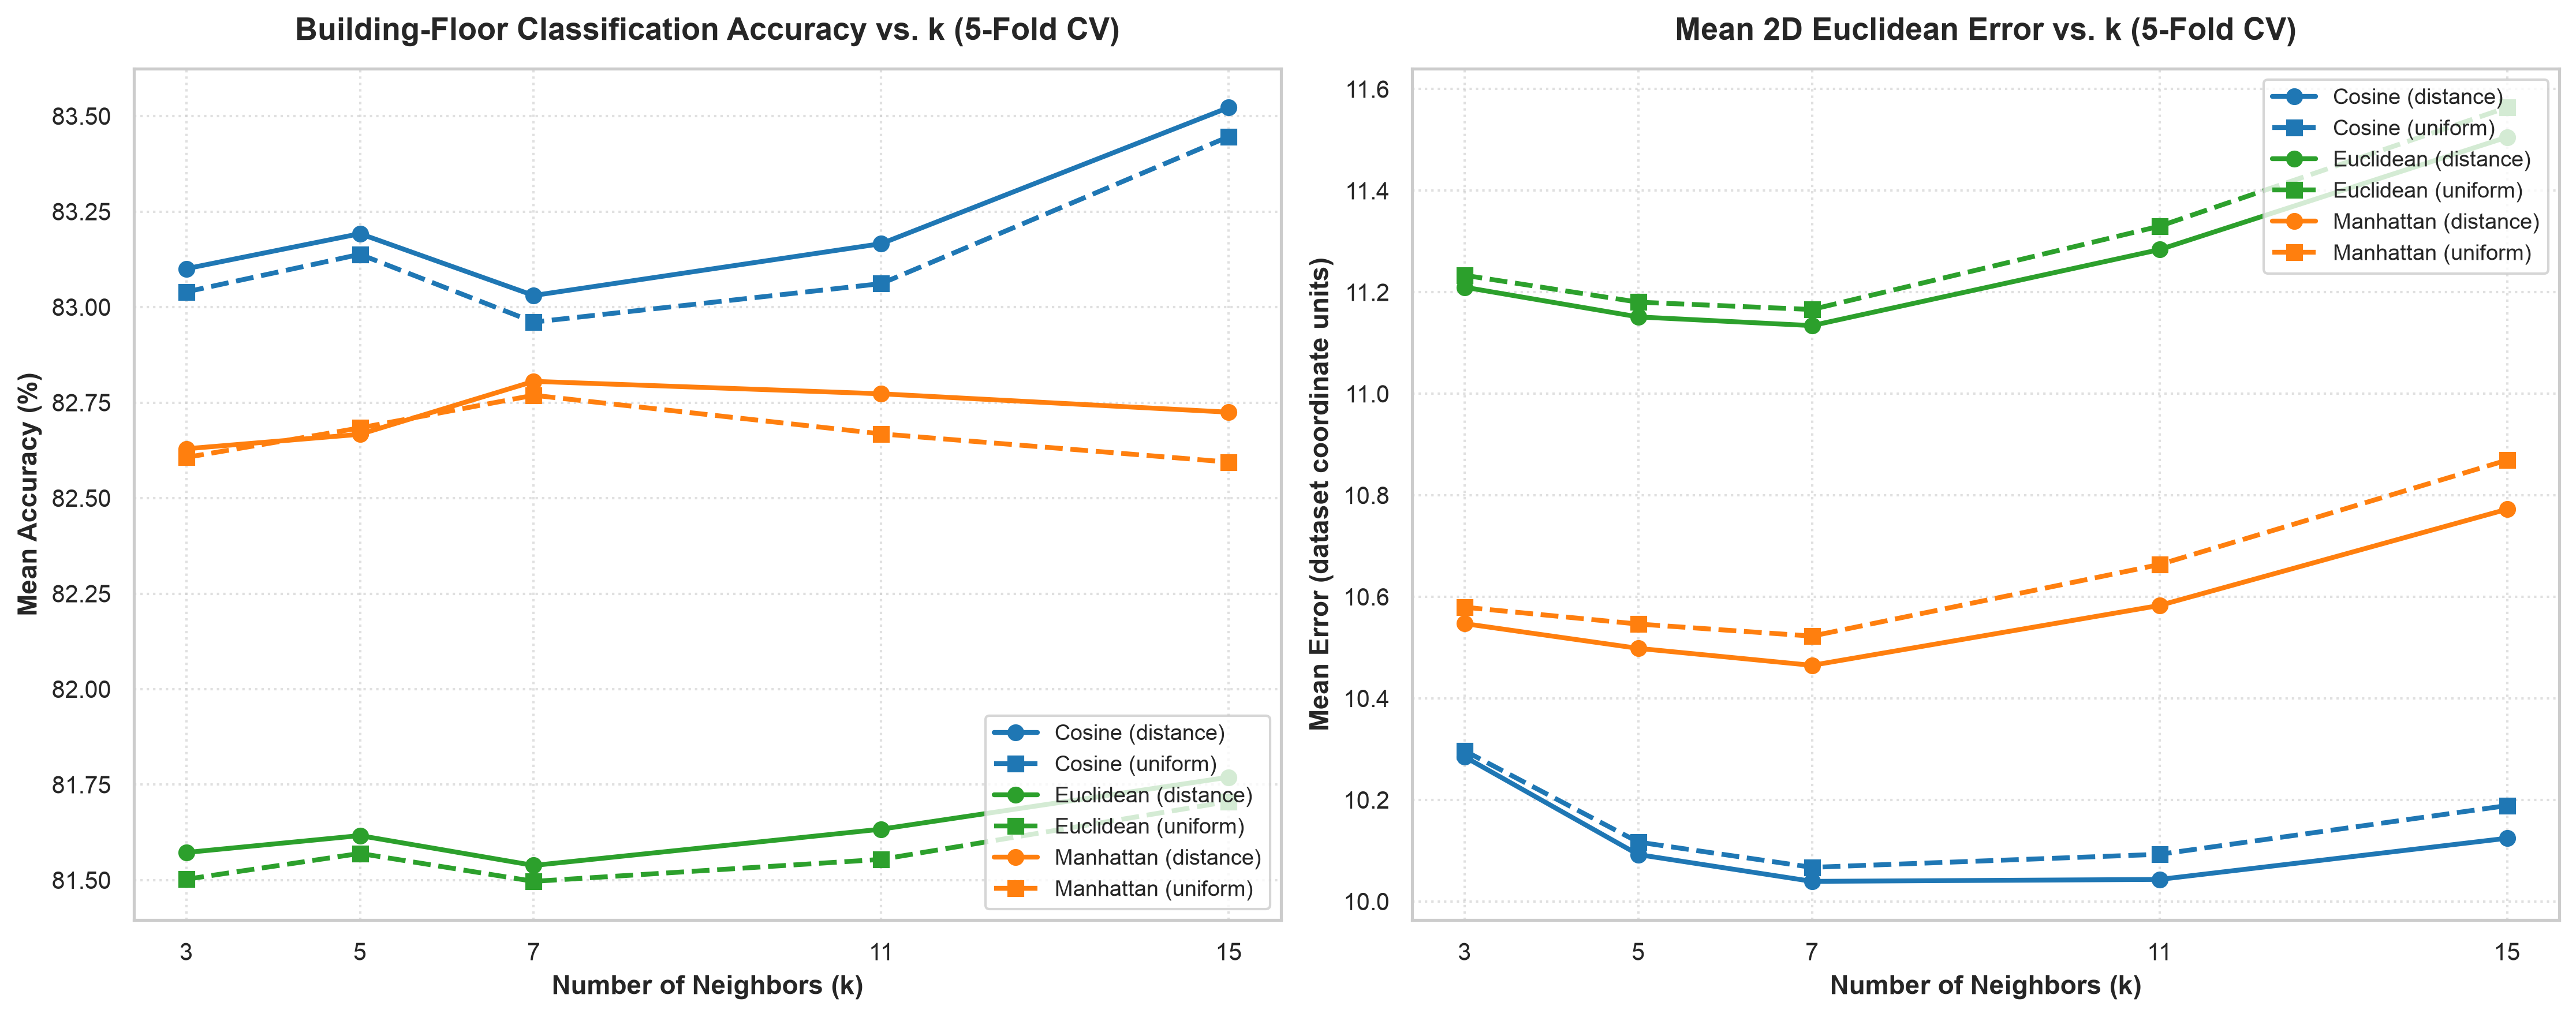 Building-Floor Classification Accuracy vs. k (5-Fold CV)
Mean Accuracy (%)
83.50
83.25
83.00
82.75
82.50
82.25
82.00
81.75
81.50
Cosine (distance)
Cosine (uniform)
Euclidean (distance)
Euclidean (uniform)
Manhattan (distance)
Manhattan (uniform)
3 5 7 11 15
Number of Neighbors (k)
Mean 2D Euclidean Error vs. k (5-Fold CV)
Mean Error (dataset coordinate units)
11.6
11.4
11.2
11.0
10.8
10.6
10.4
10.2
10.0
Cosine (distance)
Cosine (uniform)
Euclidean (distance)
Euclidean (uniform)
Manhattan (distance)
Manhattan (uniform)
3 5 7 11 15
Number of Neighbors (k)